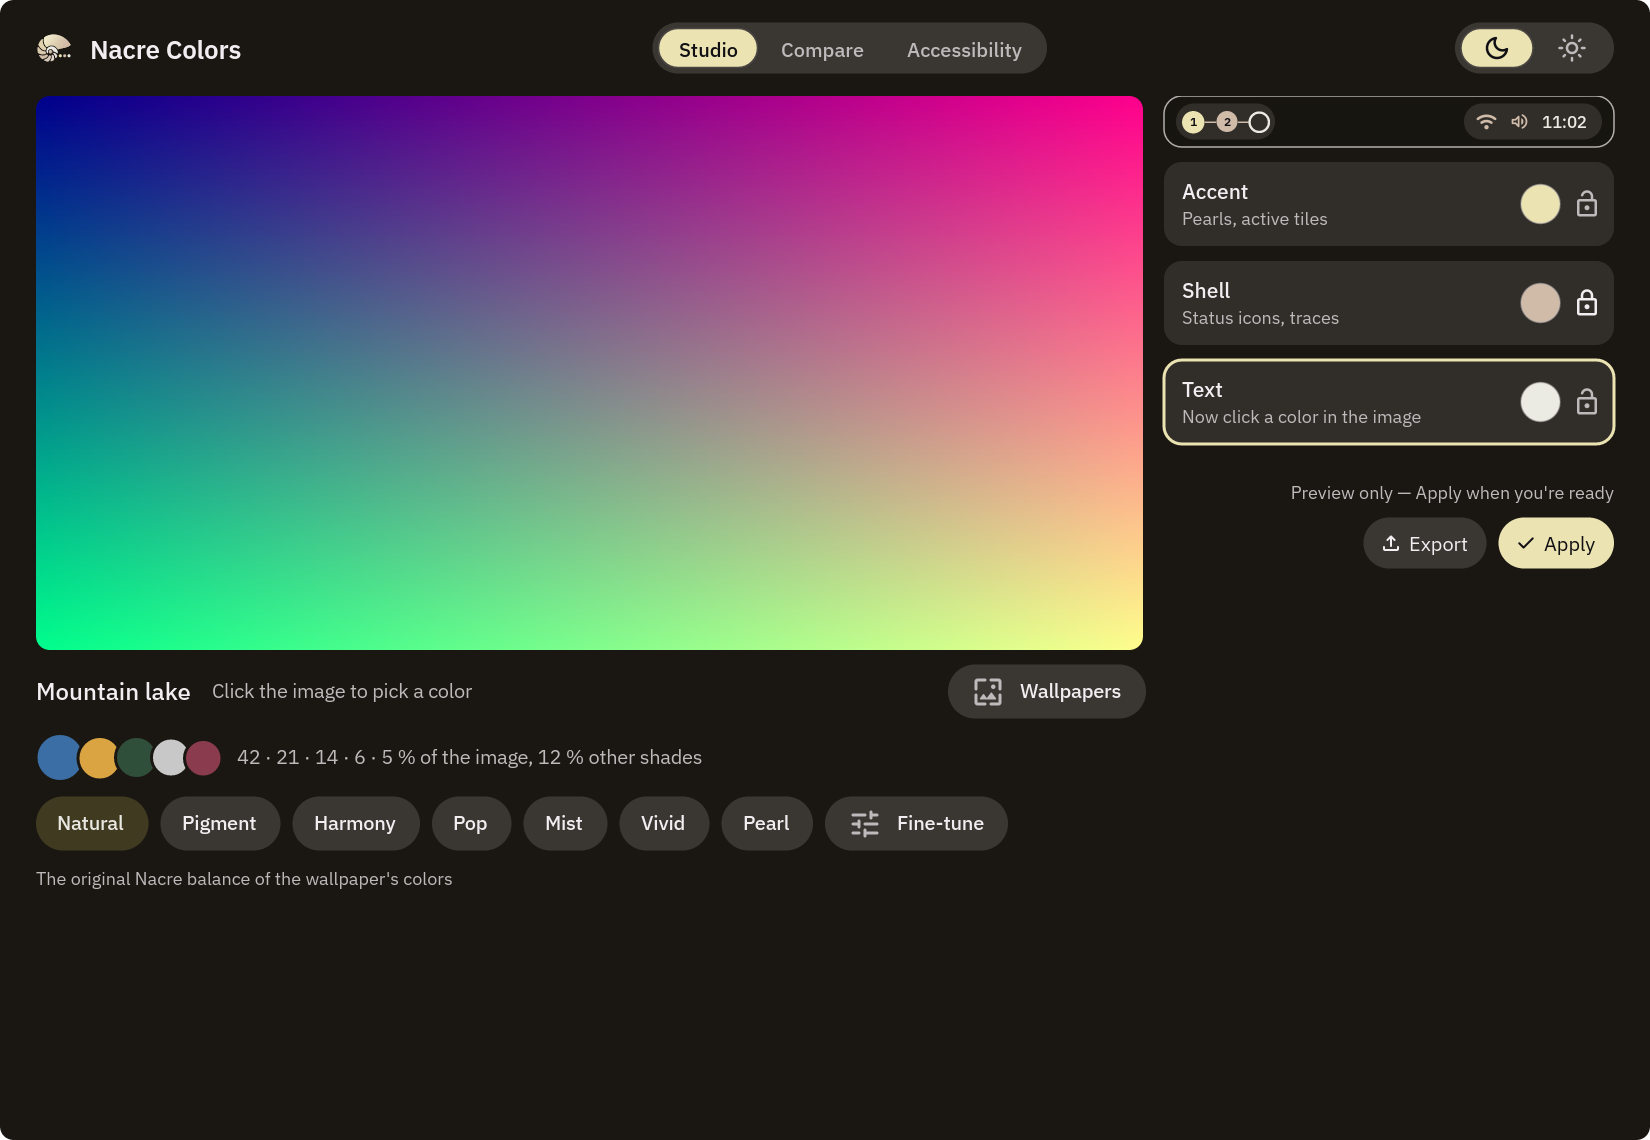 Nacre Colors
Studio
Compare
Accessibility
1
2
11:02
Accent
Pearls, active tiles
Shell
Status icons, traces
Text
Now click a color in the image
Preview only — Apply when you're ready
Export
Apply
Mountain lake
Click the image to pick a color
Wallpapers
42 · 21 · 14 · 6 · 5 % of the image, 12 % other shades
Natural
Pigment
Harmony
Pop
Mist
Vivid
Pearl
Fine-tune
The original Nacre balance of the wallpaper's colors